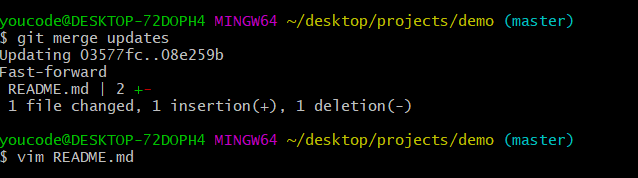 youcode@DESKTOP-72DOPH4 MINGW64 ~/desktop/projects/demo (master)
$ git merge updates
Updating 03577fc..08e259b
Fast-forward
 README.md | 2 +-
 1 file changed, 1 insertion(+), 1 deletion(-)
youcode@DESKTOP-72DOPH4 MINGW64 ~/desktop/projects/demo (master)
$ vim README.md